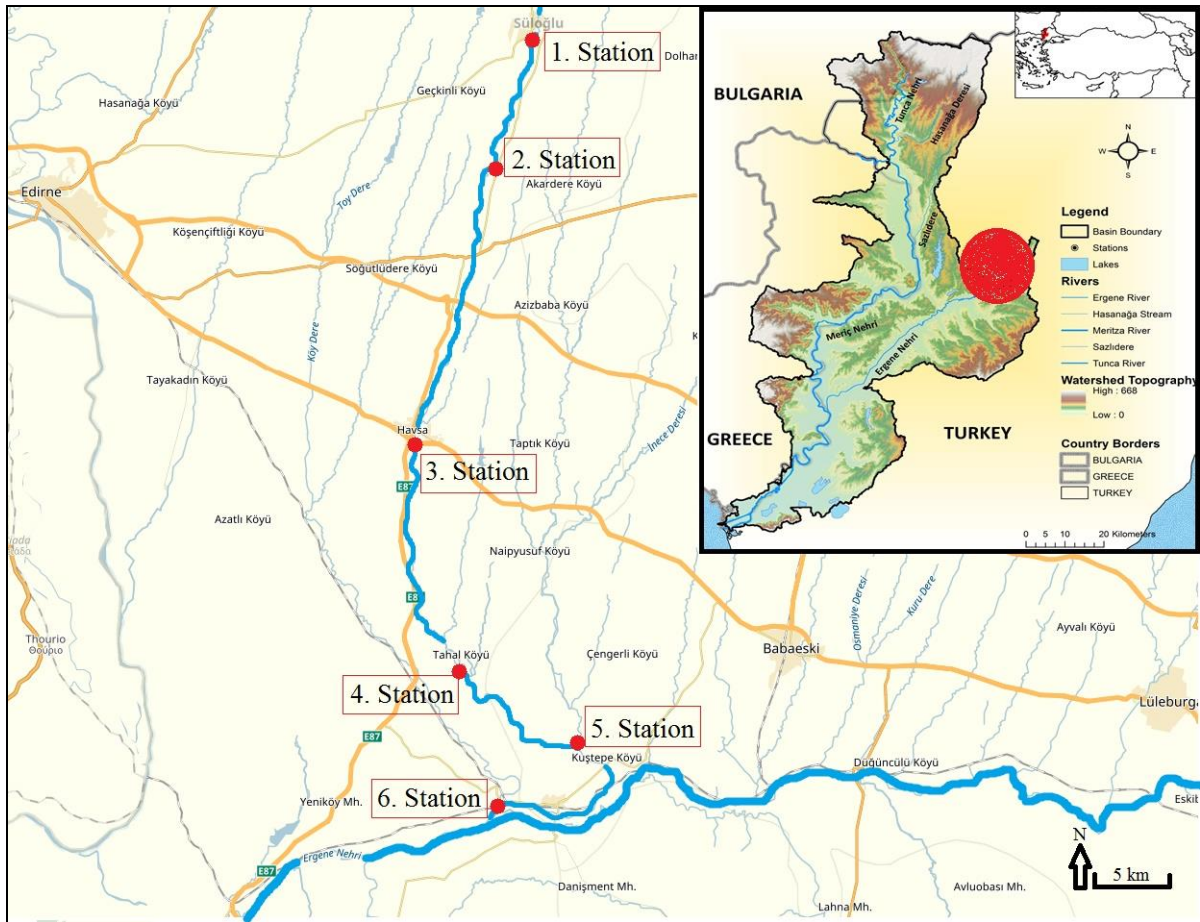 Süloğlu
1. Station
Dolhan
Geçkinli Köyü
Hasanağa Köyü
2. Station
Akardere Köyü
Toy Dere
Edirne
Köşençiftliği Köyü
Söğütlüdere Köyü
Azizbaba Köyü
Köy Dere
Tayakadın Köyü
Havsa
Taptık Köyü
İnece Deresi
3. Station
E87
Azatlı Köyü
Naipyusuf Köyü
E87
Thourio
Θούριο
Tahal Köyü
Çengerli Köyü
4. Station
5. Station
E87
Kuştepe Köyü
6. Station
Yeniköy Mh.
Ergene Nehri
E87
Danişment Mh.
Osmaniye Deresi
Kuru Dere
Ayvalı Köyü
Babaeski
Lüleburga
Düğüncülü Köyü
Eskib
Avluobası Mh.
Lahna Mh.
N
5 km
BULGARIA
Tunca Nehri
Hasanağa Deresi
Sazlıdere
Meriç Nehri
Ergene Nehri
GREECE
TURKEY
N
W
E
S
Legend
Basin Boundary
Stations
Lakes
Rivers
Ergene River
Hasanağa Stream
Meritza River
Sazlıdere
Tunca River
Watershed Topography
High : 668
Low : 0
Country Borders
BULGARIA
GREECE
TURKEY
0 5 10 20 Kilometers